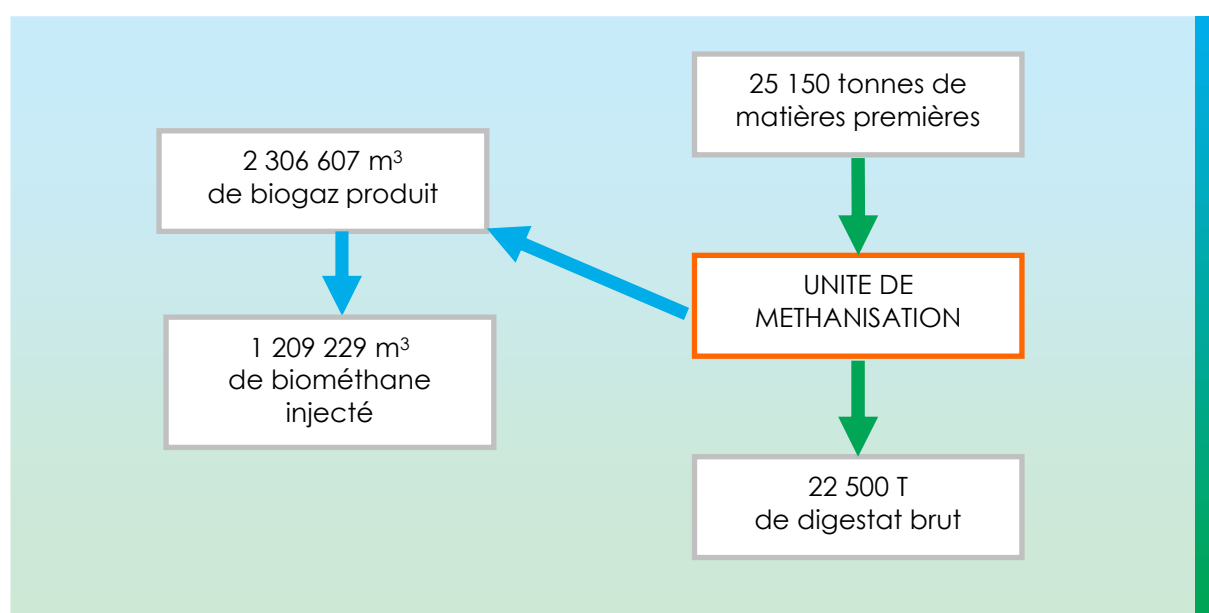 25 150 tonnes de
matières premières
2 306 607 m³
de biogaz produit
UNITE DE
METHANISATION
1 209 229 m³
de biométhane
injecté
22 500 T
de digestat brut